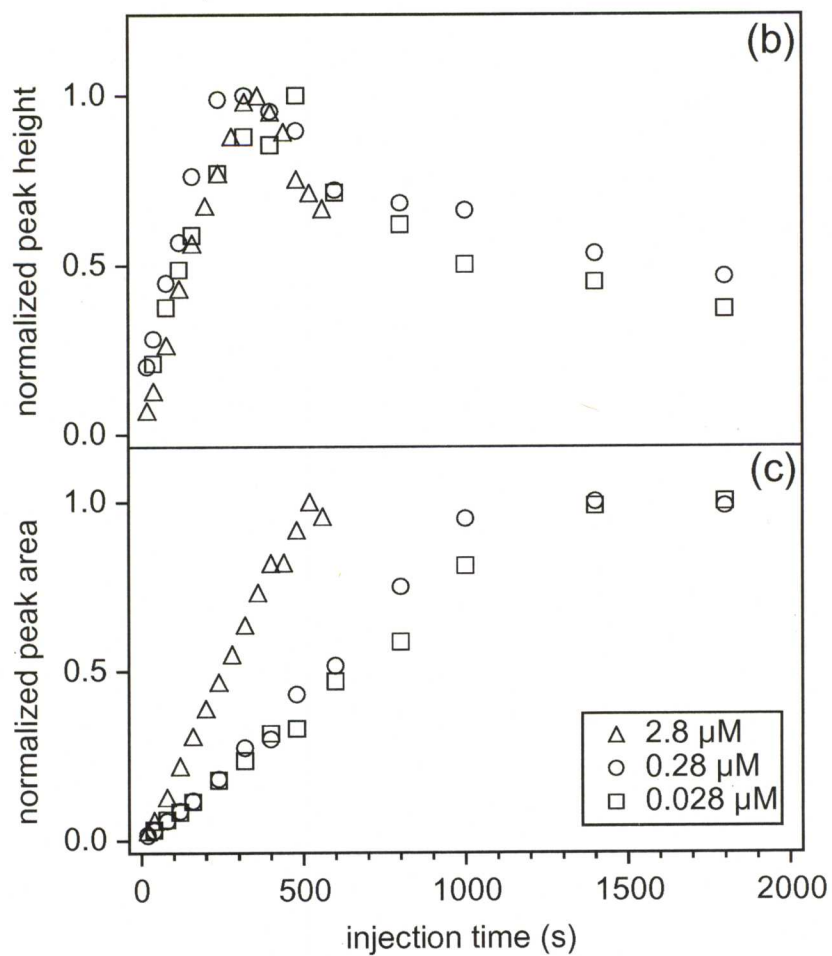 (b)
normalized peak height
1.0
0.5
0.0
(c)
normalized peak area
1.0
0.5
0.0
2.8 µM
0.28 µM
0.028 µM
0 500 1000 1500 2000
injection time (s)